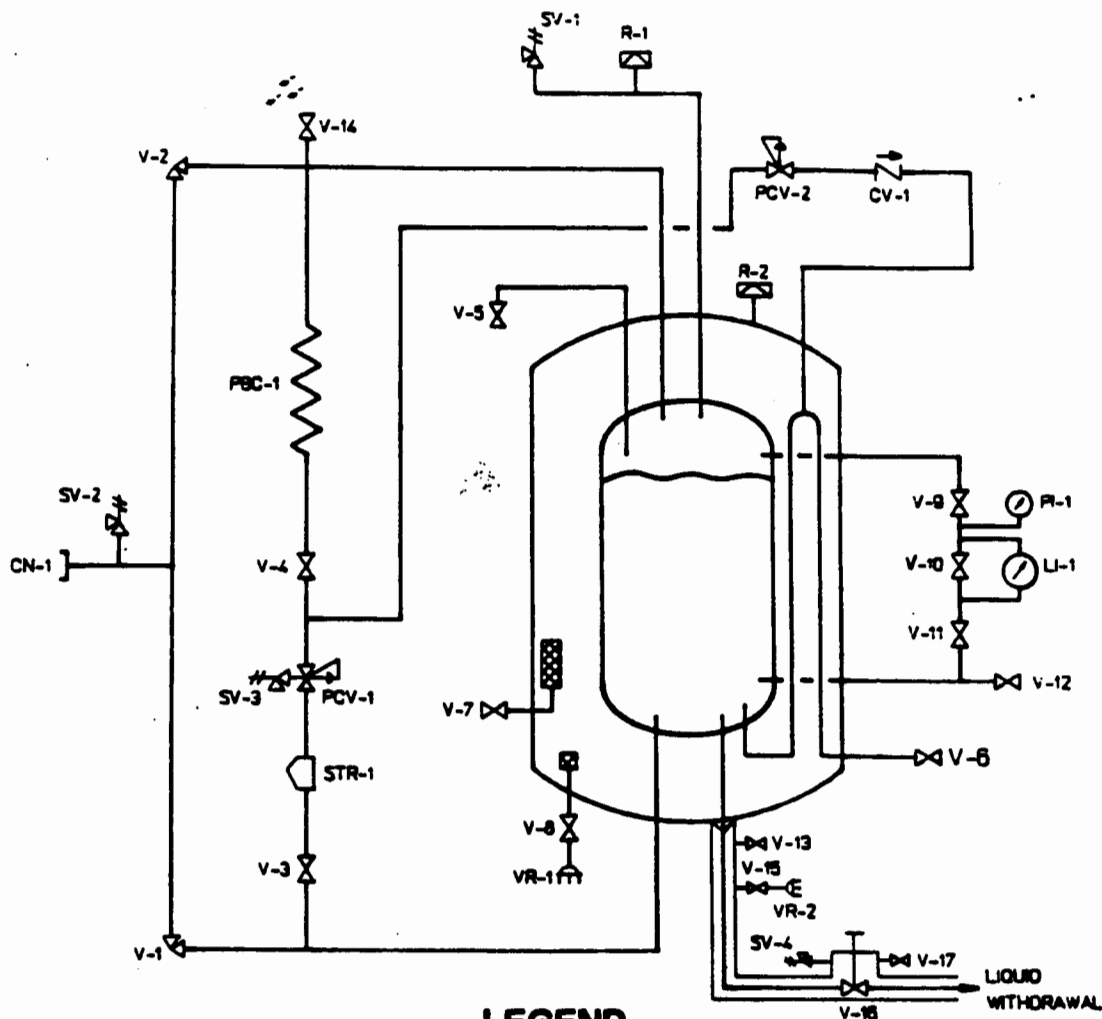 SV-1
R-1
V-14
V-2
PCV-2
CV-1
R-2
V-5
PBC-1
SV-2
V-9
PI-1
CN-1
V-4
V-10
LI-1
V-11
SV-3
PCV-1
V-7
V-12
STR-1
V-6
V-8
V-13
V-3
VR-1
V-15
VR-2
V-1
SV-4
V-17
LIQUID
WITHDRAWAL
V-16
LEGEND